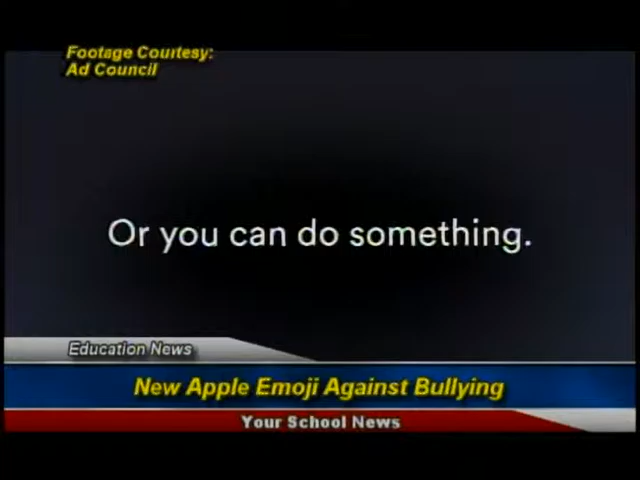 Footage Courtesy:
Ad Council
Or you can do something.
Education News
New Apple Emoji Against Bullying
Your School News